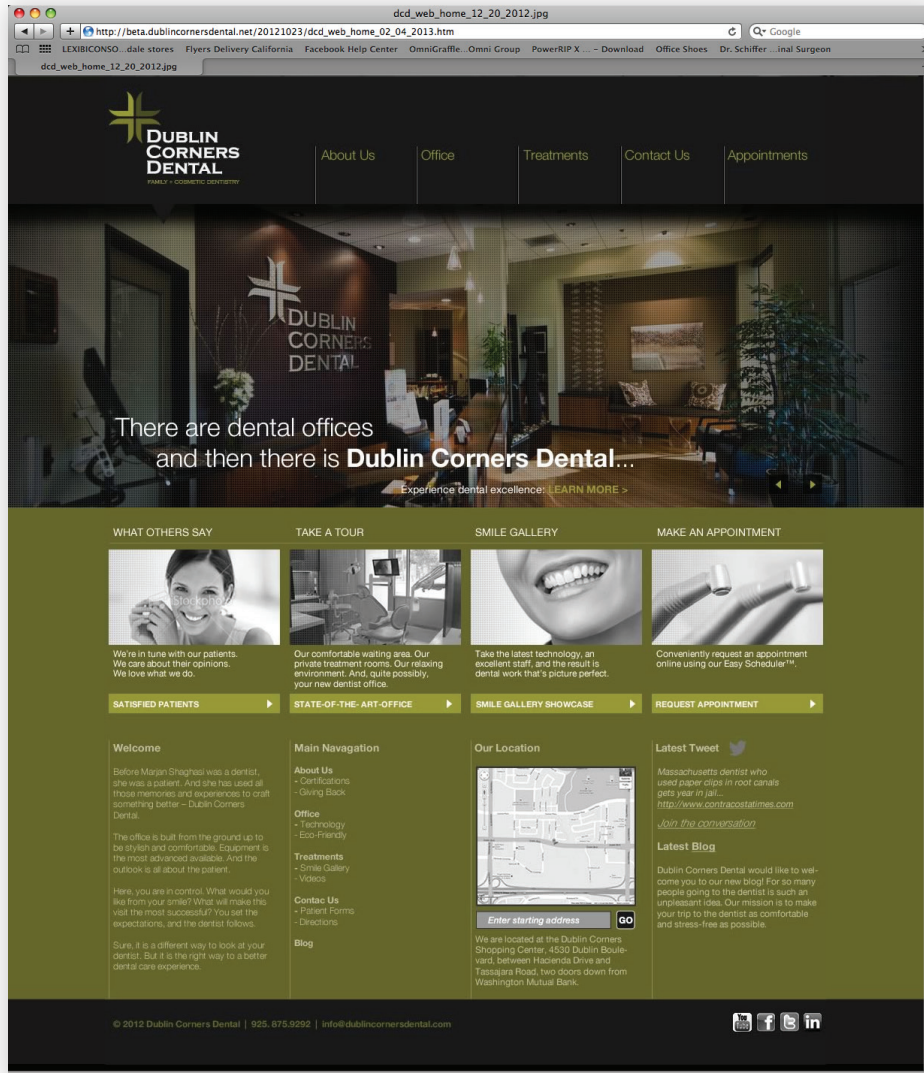 dcd_web_home_12_20_2012.jpg
http://beta.dublincornersdental.net/20121023/dcd_web_home_02_04_2013.htm
Google
LEXIBICONSO...dale stores Flyers Delivery California Facebook Help Center OmniGraffle...Omni Group PowerRIP X ... – Download Office Shoes Dr. Schiffer ...inal Surgeon
dcd_web_home_12_20_2012.jpg
DUBLIN
CORNERS
DENTAL
FAMILY + COSMETIC DENTISTRY
About Us Office Treatments Contact Us Appointments
DUBLIN
CORNERS
DENTAL
There are dental offices
and then there is Dublin Corners Dental...
Experience dental excellence: LEARN MORE >
WHAT OTHERS SAY
TAKE A TOUR
SMILE GALLERY
MAKE AN APPOINTMENT
We're in tune with our patients.
We care about their opinions.
We love what we do.
Our comfortable waiting area. Our
private treatment rooms. Our relaxing
environment. And, quite possibly,
your new dentist office.
Take the latest technology, an
excellent staff, and the result is
dental work that's picture perfect.
Conveniently request an appointment
online using our Easy Scheduler™.
SATISFIED PATIENTS
STATE-OF-THE- ART-OFFICE
SMILE GALLERY SHOWCASE
REQUEST APPOINTMENT
Welcome
Before Marjan Shaghasi was a dentist,
she was a patient. And she has used all
those memories and experiences to craft
something better – Dublin Corners
Dental.
The office is built from the ground up to
be stylish and comfortable. Equipment is
the most advanced available. And the
outlook is all about the patient.
Here, you are in control. What would you
like from your smile? What will make this
visit the most successful? You set the
expectations, and the dentist follows.
Sure, it is a different way to look at your
dentist. But it is the right way to a better
dental care experience.
Main Navagation
About Us
- Certifications
- Giving Back
Office
- Technology
- Eco-Friendly
Treatments
- Smile Gallery
- Videos
Contac Us
- Patient Forms
- Directions
Blog
Our Location
Enter starting address GO
We are located at the Dublin Corners
Shopping Center, 4530 Dublin Boule-
vard, between Hacienda Drive and
Tassajara Road, two doors down from
Washington Mutual Bank.
Latest Tweet
Massachusetts dentist who
used paper clips in root canals
gets year in jail...
http://www.contracostatimes.com
Join the conversation
Latest Blog
Dublin Corners Dental would like to wel-
come you to our new blog! For so many
people going to the dentist is such an
unpleasant idea. Our mission is to make
your trip to the dentist as comfortable
and stress-free as possible.
© 2012 Dublin Corners Dental | 925. 875.9292 | info@dublincornersdental.com
You
Tube
f
in